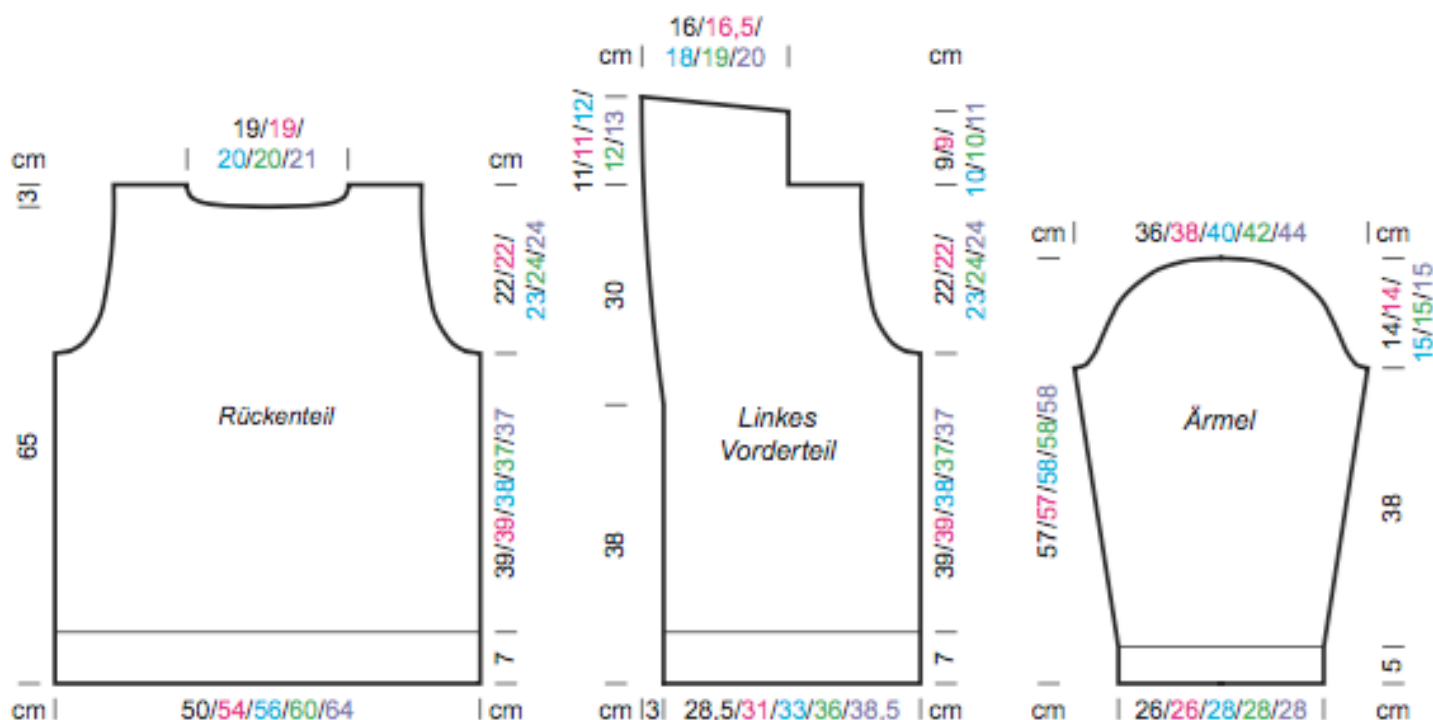 19/19/
20/20/21
cm
cm
3
22/22/
23/24/24
Rückenteil
65
39/39/38/37/37
7
cm
50/54/56/60/64
cm
16/16,5/
18/19/20
cm
cm
11/11/12/
12/13
9/9/
10/10/11
30
22/22/
23/24/24
Linkes
Vorderteil
38
39/39/38/37/37
7
cm
3
28,5/31/33/36/38,5
cm
cm
36/38/40/42/44
cm
14/14/
15/15/15
Ärmel
57/57/58/58/58
38
5
cm
26/26/28/28/28
cm